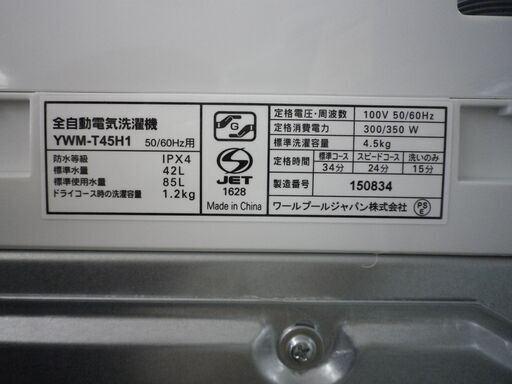 全自動電気洗濯機
YWM-T45H1 50/60Hz用
防水等級 IPX4
標準水量 42L
標準使用水量 85L
ドライコース時の洗濯容量 1.2kg
G
S
JET
1628
Made in China
定格電圧・周波数 100V 50/60Hz
定格消費電力 300/350 W
標準洗濯容量 4.5kg
定格時間 標準コース スピードコース 洗いのみ
34分 24分 15分
製造番号 150834
ワールプールジャパン株式会社 PS E